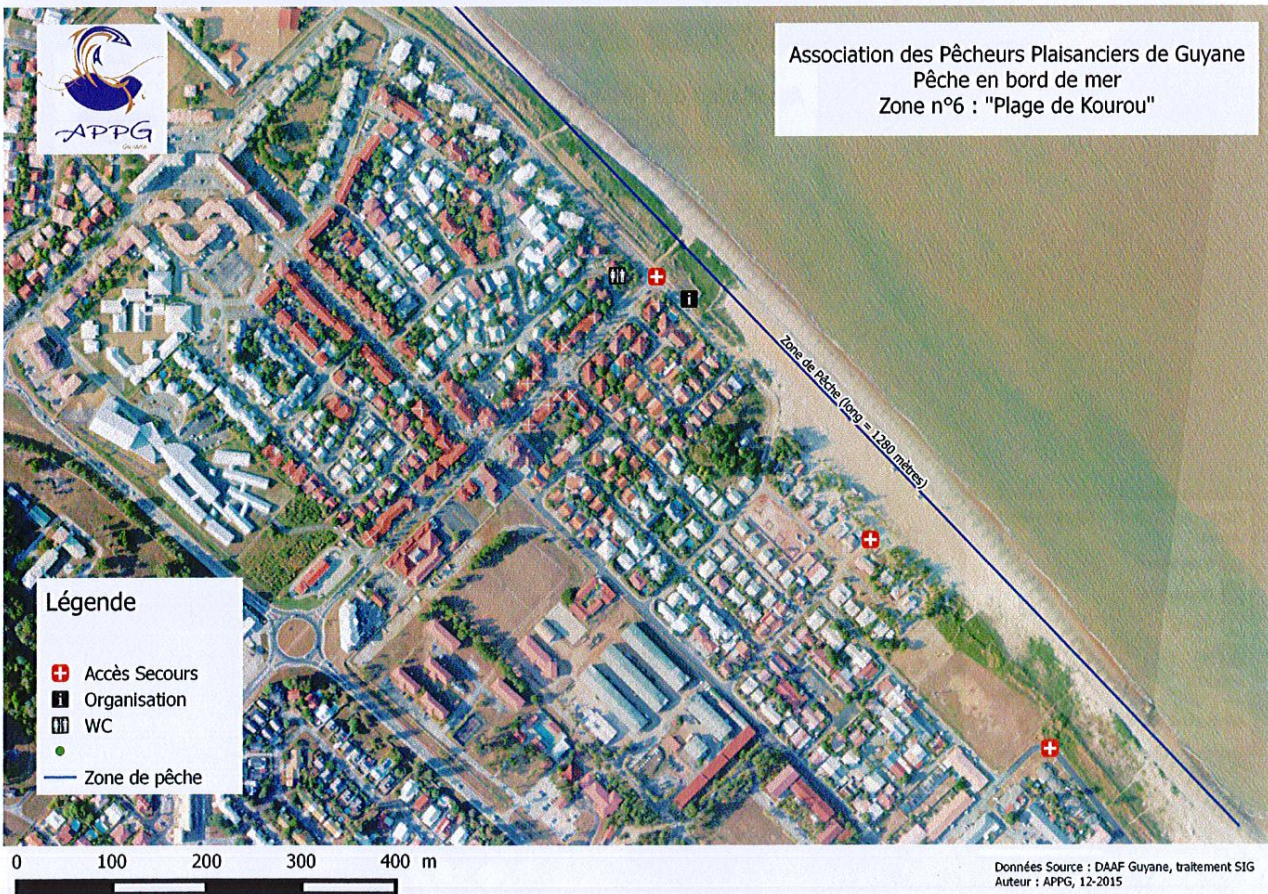 APPG
Guyane
Association des Pêcheurs Plaisanciers de Guyane
Pêche en bord de mer
Zone n°6 : "Plage de Kourou"
i
Zone de pêche (long = 1280 mètres)
Légende
Accès Secours
i Organisation
WC
Zone de pêche
0 100 200 300 400 m
Données Source : DAAF Guyane, traitement SIG
Auteur : APPG, 12-2015